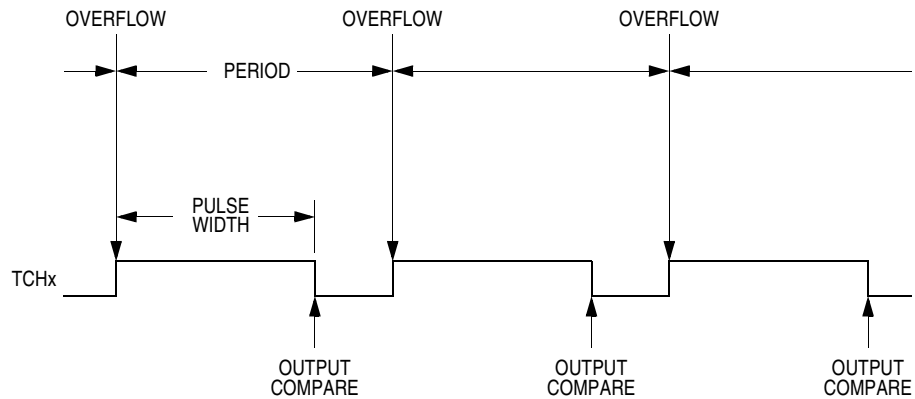 OVERFLOW
OVERFLOW
OVERFLOW
PERIOD
PULSE
WIDTH
TCHx
OUTPUT
COMPARE
OUTPUT
COMPARE
OUTPUT
COMPARE